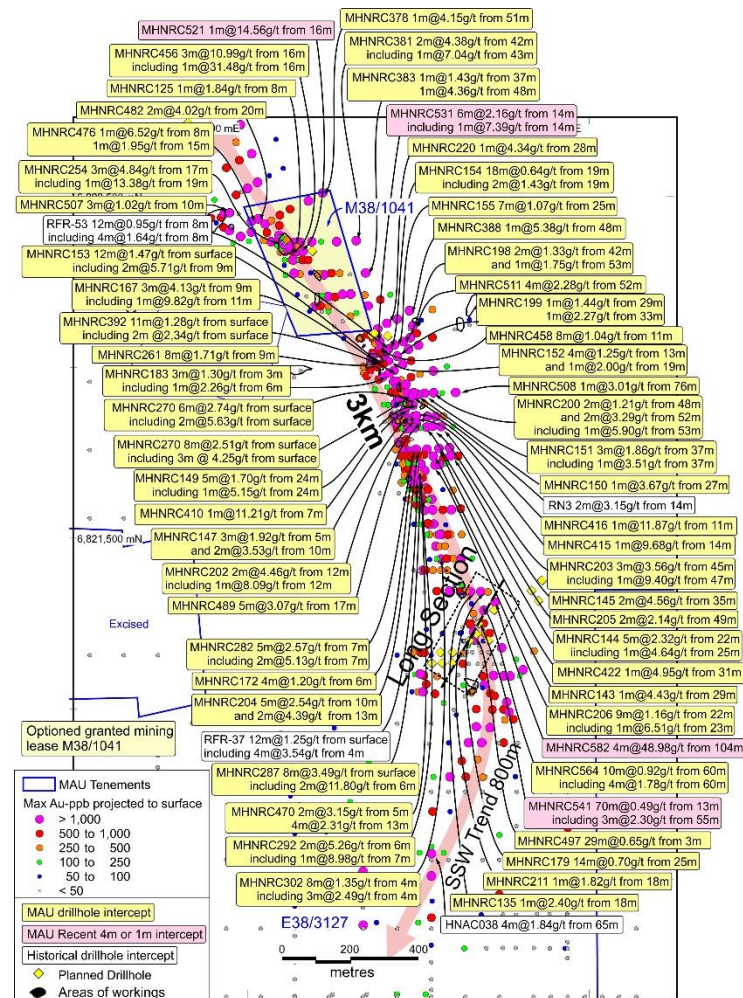 MHNRC521 1m@14.56g/t from 16m
MHNRC456 3m@10.99g/t from 16m
including 1m@31.48g/t from 16m
MHNRC125 1m@1.84g/t from 8m
MHNRC482 2m@4.02g/t from 20m
MHNRC476 1m@6.52g/t from 8m
1m@1.95g/t from 15m
MHNRC254 3m@4.84g/t from 17m
including 1m@13.38g/t from 19m
MHNRC507 3m@1.02g/t from 10m
RFR-53 12m@0.95g/t from 8m
including 4m@1.64g/t from 8m
MHNRC153 12m@1.47g/t from surface
including 2m@5.71g/t from 9m
MHNRC167 3m@4.13g/t from 9m
including 1m@9.82g/t from 11m
MHNRC392 11m@1.28g/t from surface
including 2m @2,34g/t from surface
MHNRC261 8m@1.71g/t from 9m
MHNRC183 3m@1.30g/t from 3m
including 1m@2.26g/t from 6m
MHNRC270 6m@2.74g/t from surface
including 2m@5.63g/t from surface
MHNRC270 8m@2.51g/t from surface
including 3m @ 4.25g/t from surface
MHNRC149 5m@1.70g/t from 24m
including 1m@5.15g/t from 24m
MHNRC410 1m@11.21g/t from 7m
MHNRC147 3m@1.92g/t from 5m
and 2m@3.53g/t from 10m
MHNRC202 2m@4.46g/t from 12m
including 1m@8.09g/t from 12m
MHNRC489 5m@3.07g/t from 17m
MHNRC282 5m@2.57g/t from 7m
including 2m@5.13g/t from 7m
MHNRC172 4m@1.20g/t from 6m
MHNRC204 5m@2.54g/t from 10m
and 2m@4.39g/t from 13m
RFR-37 12m@1.25g/t from surface
including 4m@3.54g/t from 4m
MHNRC287 8m@3.49g/t from surface
including 2m@11.80g/t from 6m
MHNRC470 2m@3.15g/t from 5m
4m@2.31g/t from 13m
MHNRC292 2m@5.26g/t from 6m
including 1m@8.98g/t from 7m
MHNRC302 8m@1.35g/t from 4m
including 3m@2.49g/t from 4m
MHNRC378 1m@4.15g/t from 51m
MHNRC381 2m@4.38g/t from 42m
including 1m@7.04g/t from 43m
MHNRC383 1m@1.43g/t from 37m
1m@4.36g/t from 48m
MHNRC531 6m@2.16g/t from 14m
including 1m@7.39g/t from 14m
MHNRC220 1m@4.34g/t from 28m
MHNRC154 18m@0.64g/t from 19m
including 2m@1.43g/t from 19m
MHNRC155 7m@1.07g/t from 25m
MHNRC388 1m@5.38g/t from 48m
MHNRC198 2m@1.33g/t from 42m
and 1m@1.75g/t from 53m
MHNRC511 4m@2.28g/t from 52m
MHNRC199 1m@1.44g/t from 29m
1m@2.27g/t from 33m
MHNRC458 8m@1.04g/t from 11m
MHNRC152 4m@1.25g/t from 13m
and 1m@2.00g/t from 19m
MHNRC508 1m@3.01g/t from 76m
MHNRC200 2m@1.21g/t from 48m
and 2m@3.29g/t from 52m
including 1m@5.90g/t from 53m
MHNRC151 3m@1.86g/t from 37m
including 1m@3.51g/t from 37m
MHNRC150 1m@3.67g/t from 27m
RN3 2m@3.15g/t from 14m
MHNRC416 1m@11.87g/t from 11m
MHNRC415 1m@9.68g/t from 14m
MHNRC203 3m@3.56g/t from 45m
including 1m@9.40g/t from 47m
MHNRC145 2m@4.56g/t from 35m
MHNRC205 2m@2.14g/t from 49m
MHNRC144 5m@2.32g/t from 22m
including 1m@4.64g/t from 25m
MHNRC422 1m@4.95g/t from 31m
MHNRC143 1m@4.43g/t from 29m
MHNRC206 9m@1.16g/t from 22m
including 1m@6.51g/t from 23m
MHNRC582 4m@48.98g/t from 104m
MHNRC564 10m@0.92g/t from 60m
including 4m@1.78g/t from 60m
MHNRC541 70m@0.49g/t from 13m
including 3m@2.30g/t from 55m
MHNRC497 29m@0.65g/t from 3m
MHNRC179 14m@0.70g/t from 25m
MHNRC211 1m@1.82g/t from 18m
MHNRC135 1m@2.40g/t from 18m
HNAC038 4m@1.84g/t from 65m
mE
M38/1041
3km
6,821,500 mN
Excised
Long Section
SSW Trend 800m
E38/3127
Optioned granted mining
lease M38/1041
MAU Tenements
Max Au-ppb projected to surface
> 1,000
500 to 1,000
250 to 500
100 to 250
50 to 100
< 50
MAU drillhole intercept
MAU Recent 4m or 1m intercept
Historical drillhole intercept
Planned Drillhole
Areas of workings
0 200 400
metres